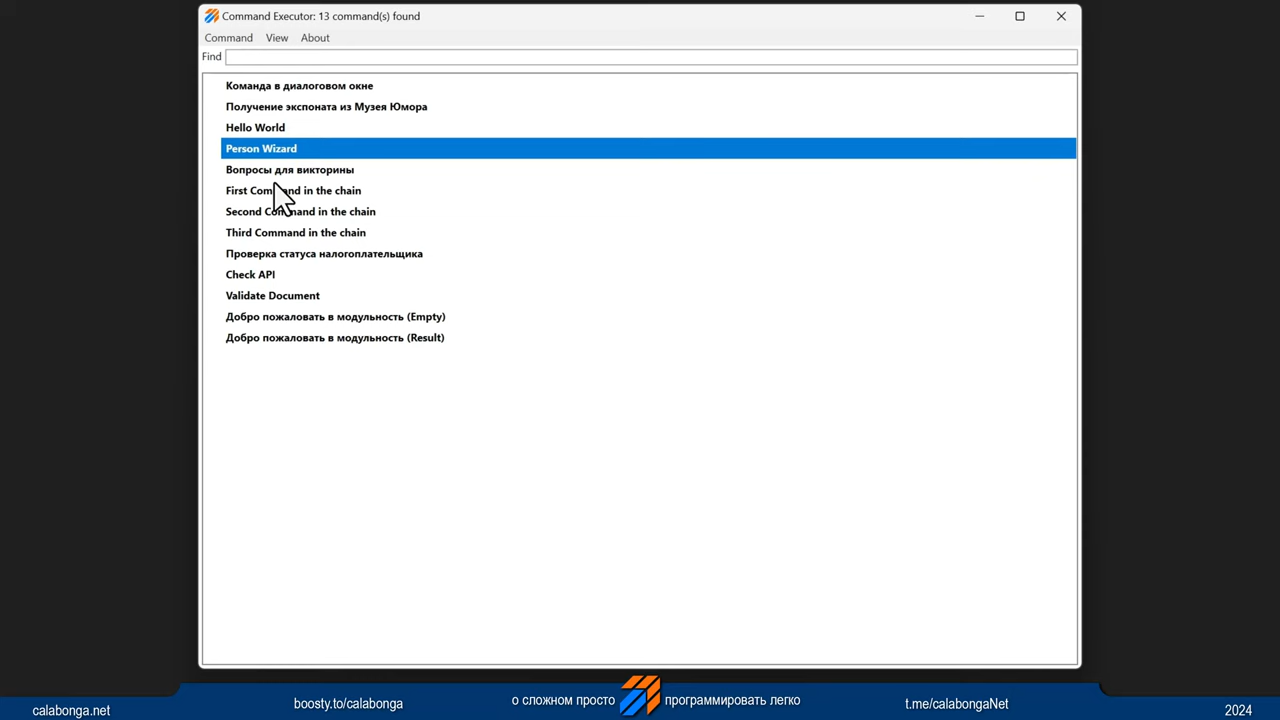 Command Executor: 13 command(s) found
Command View About
Find
Команда в диалоговом окне
Получение экспоната из Музея Юмора
Hello World
Person Wizard
Вопросы для викторины
First Command in the chain
Second Command in the chain
Third Command in the chain
Проверка статуса налогоплательщика
Check API
Validate Document
Добро пожаловать в модульность (Empty)
Добро пожаловать в модульность (Result)
calabonga.net
boosty.to/calabonga
о сложном просто программировать легко
t.me/calabongaNet
2024